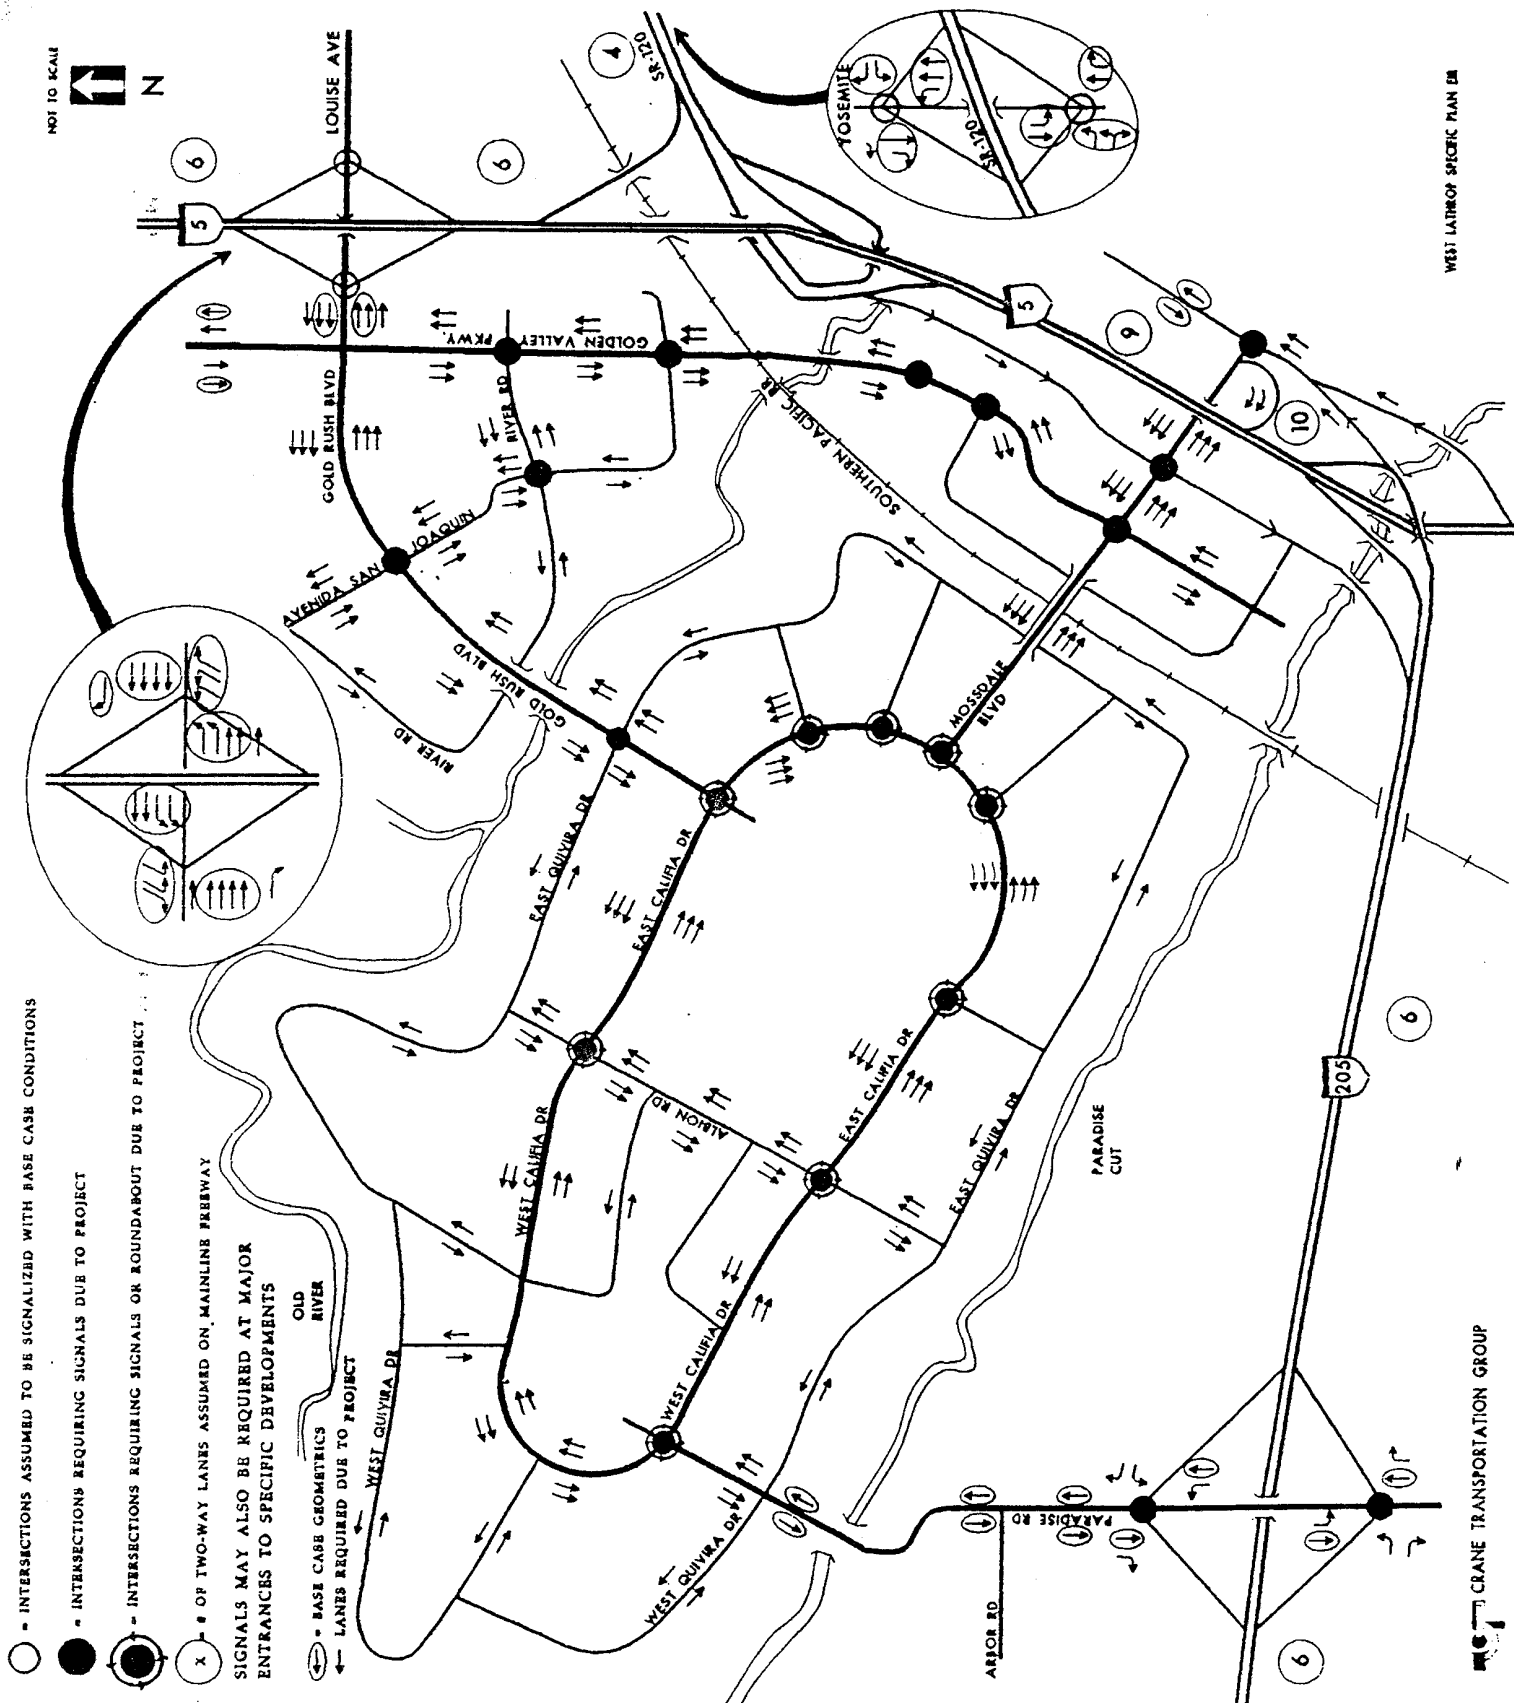 ○ = INTERSECTIONS ASSUMED TO BE SIGNALIZED WITH BASE CASE CONDITIONS
● = INTERSECTIONS REQUIRING SIGNALS DUE TO PROJECT
= INTERSECTIONS REQUIRING SIGNALS OR ROUNDABOUT DUE TO PROJECT
X = # OF TWO-WAY LANES ASSUMED ON MAINLINE FREEWAY
SIGNALS MAY ALSO BE REQUIRED AT MAJOR
ENTRANCES TO SPECIFIC DEVELOPMENTS
= BASE CASE GEOMETRICS
← LANES REQUIRED DUE TO PROJECT
NOT TO SCALE
N
LOUISE AVE
6
5
6
4
SR-120
YOSEMITE
SR-120
GOLD RUSH BLVD
GOLDEN VALLEY
PKWY.
RIVER RD
AVENIDA SAN JOAQUIN
RIVER RD
GOLD RUSH BLVD
SOUTHERN PACIFIC RR
5
9
10
MOSSDALE
BLVD
EAST QUIVIRA DR
EAST CALIFIA DR
WEST CALIFIA DR
ALBION RD
EAST CALIFIA DR
EAST QUIVIRA DR
PARADISE
CUT
OLD
RIVER
WEST QUIVIRA DR
WEST CALIFIA DR
WEST QUIVIRA DR
PARADISE RD
ARBOR RD
205
6
6
CRANE TRANSPORTATION GROUP
WEST LATHROP SPECIFIC PLAN EIR